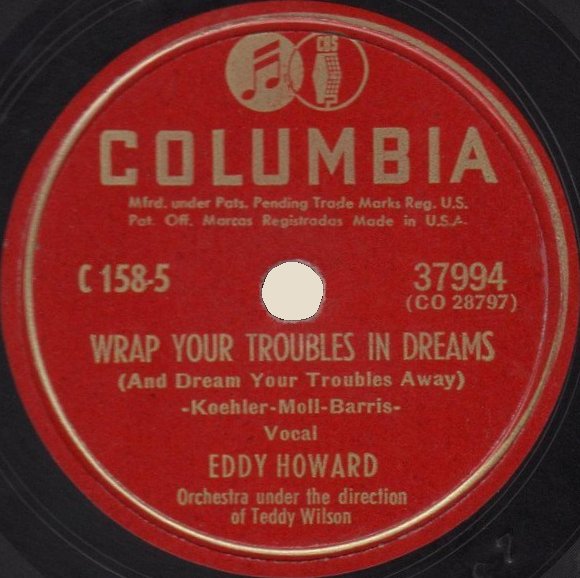 CBS
COLUMBIA
Mfrd. under Pats. Pending Trade Marks Reg. U.S.
Pat. Off. Marcas Registradas Made in U.S.A-
C 158-5
37994
(CO 28797)
WRAP YOUR TROUBLES IN DREAMS
(And Dream Your Troubles Away)
-Koehler-Moll-Barris-
Vocal
EDDY HOWARD
Orchestra under the direction
of Teddy Wilson